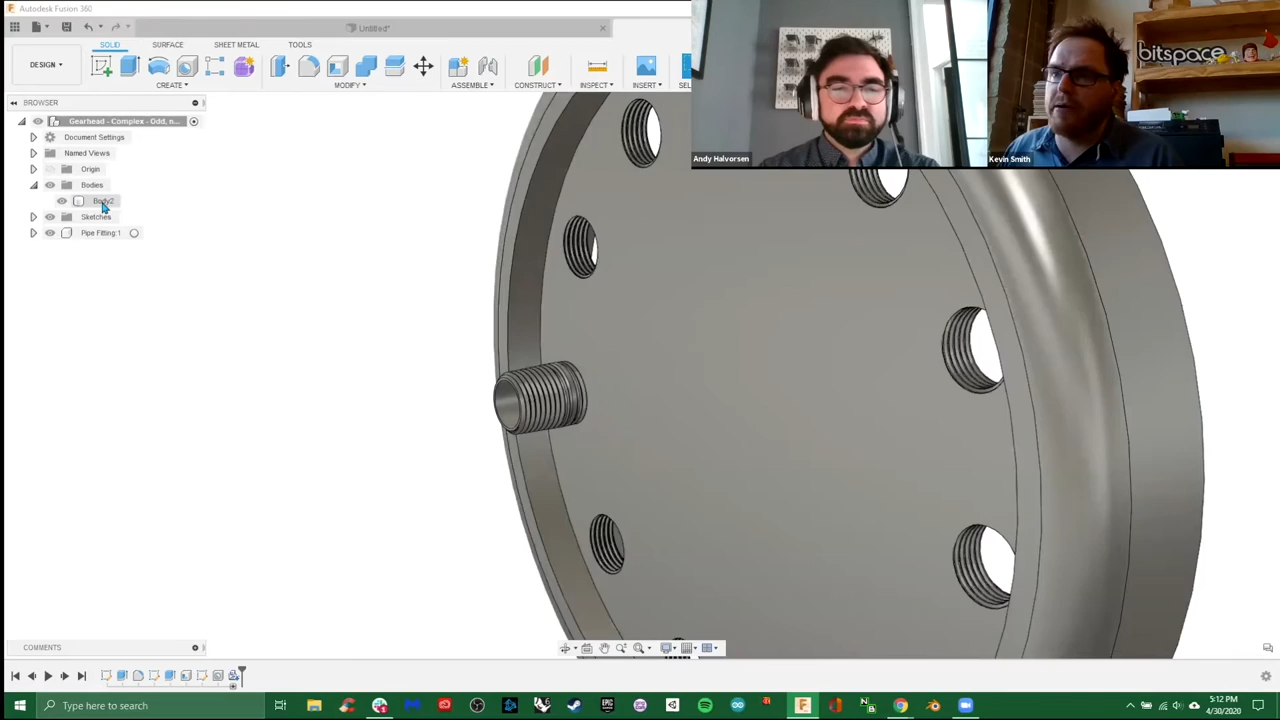 Autodesk Fusion 360
Untitled*
DESIGN
SOLID
SURFACE
SHEET METAL
TOOLS
CREATE
MODIFY
ASSEMBLE
CONSTRUCT
INSPECT
INSERT
BROWSER
Gearhead - Complex - Odd, n...
Document Settings
Named Views
Origin
Bodies
Body2
Sketches
Pipe Fitting:1
COMMENTS
Andy Halvorsen
Kevin Smith
bitspace
Type here to search
5:12 PM
4/30/2020